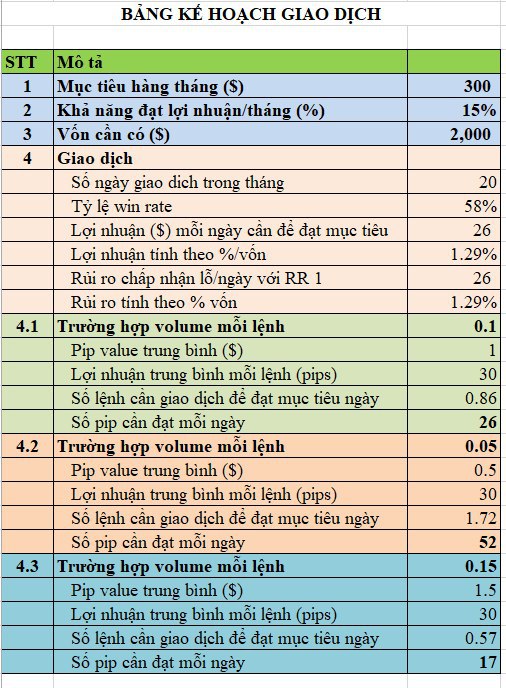 BẢNG KẾ HOẠCH GIAO DỊCH
STT Mô tả
1 Mục tiêu hàng tháng ($) 300
2 Khả năng đạt lợi nhuận/tháng (%) 15%
3 Vốn cần có ($) 2,000
4 Giao dịch
Số ngày giao dich trong tháng 20
Tỷ lệ win rate 58%
Lợi nhuận ($) mỗi ngày cần để đạt mục tiêu 26
Lợi nhuận tính theo %/vốn 1.29%
Rủi ro chấp nhận lỗ/ngày với RR 1 26
Rủi ro tính theo % vốn 1.29%
4.1 Trường hợp volume mỗi lệnh 0.1
Pip value trung bình ($) 1
Lợi nhuận trung bình mỗi lệnh (pips) 30
Số lệnh cần giao dịch để đạt mục tiêu ngày 0.86
Số pip cần đạt mỗi ngày 26
4.2 Trường hợp volume mỗi lệnh 0.05
Pip value trung bình ($) 0.5
Lợi nhuận trung bình mỗi lệnh (pips) 30
Số lệnh cần giao dịch để đạt mục tiêu ngày 1.72
Số pip cần đạt mỗi ngày 52
4.3 Trường hợp volume mỗi lệnh 0.15
Pip value trung bình ($) 1.5
Lợi nhuận trung bình mỗi lệnh (pips) 30
Số lệnh cần giao dịch để đạt mục tiêu ngày 0.57
Số pip cần đạt mỗi ngày 17